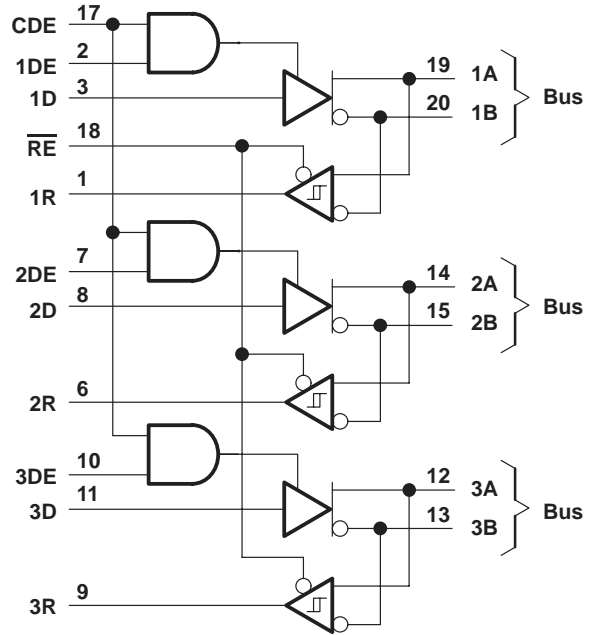 CDE 17
1DE 2
1D 3
19 1A
20 1B
Bus
RE 18
1R 1
2DE 7
2D 8
14 2A
15 2B
Bus
2R 6
3DE 10
3D 11
12 3A
13 3B
Bus
3R 9